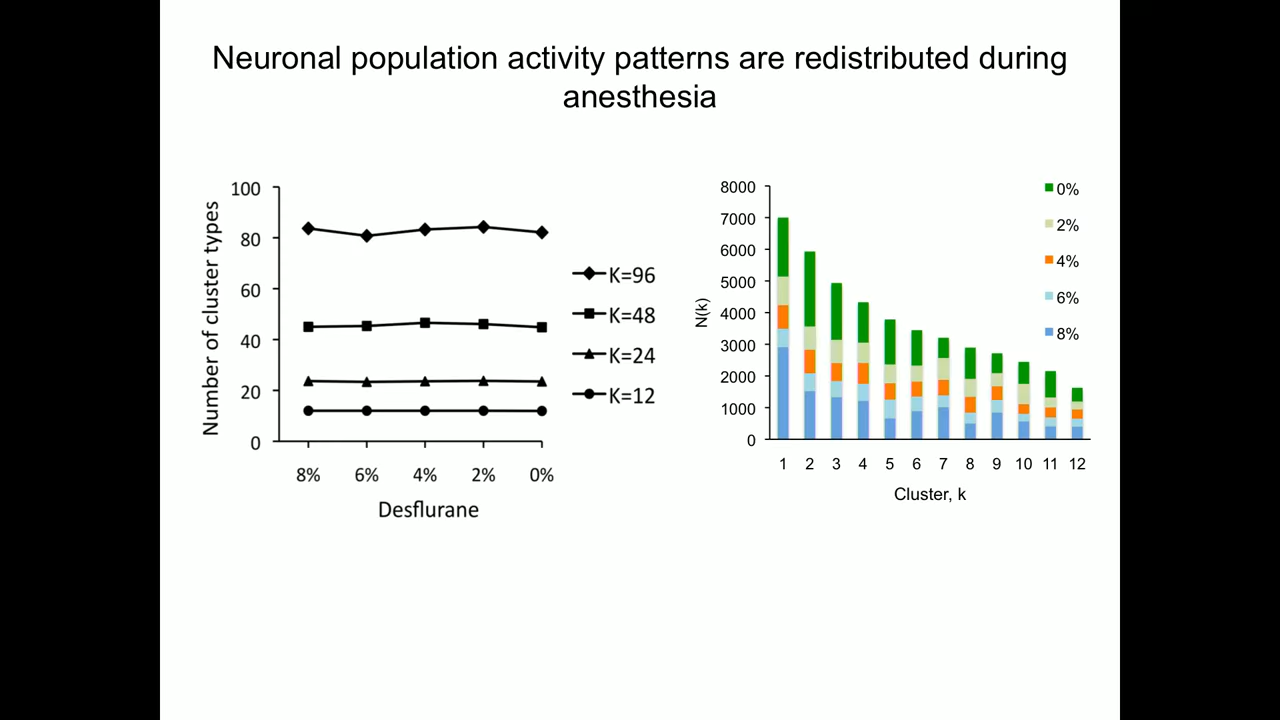 Neuronal population activity patterns are redistributed during
anesthesia
Number of cluster types
100
80
60
40
20
0
8% 6% 4% 2% 0%
Desflurane
K=96
K=48
K=24
K=12
N(k)
8000
7000
6000
5000
4000
3000
2000
1000
0
1 2 3 4 5 6 7 8 9 10 11 12
Cluster, k
0%
2%
4%
6%
8%